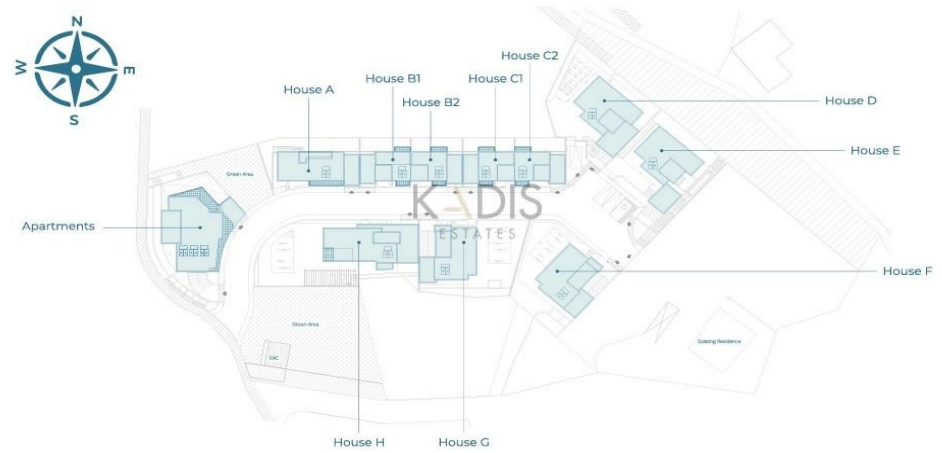 N
W
E
S
House C2
House B1
House C1
House A
House B2
House D
House E
Green Area
KADIS
ESTATES
Apartments
House F
Green Area
Existing Residence
EAC
House H
House G